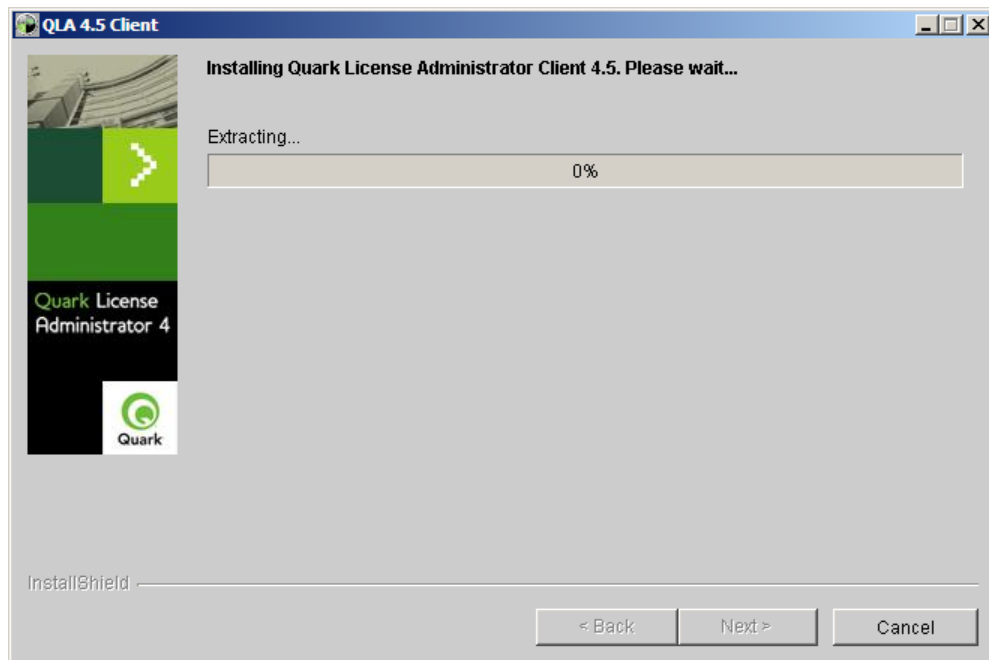 QLA 4.5 Client
Installing Quark License Administrator Client 4.5. Please wait...
Extracting...
0%
Quark License
Administrator 4
Quark
InstallShield
< Back
Next >
Cancel